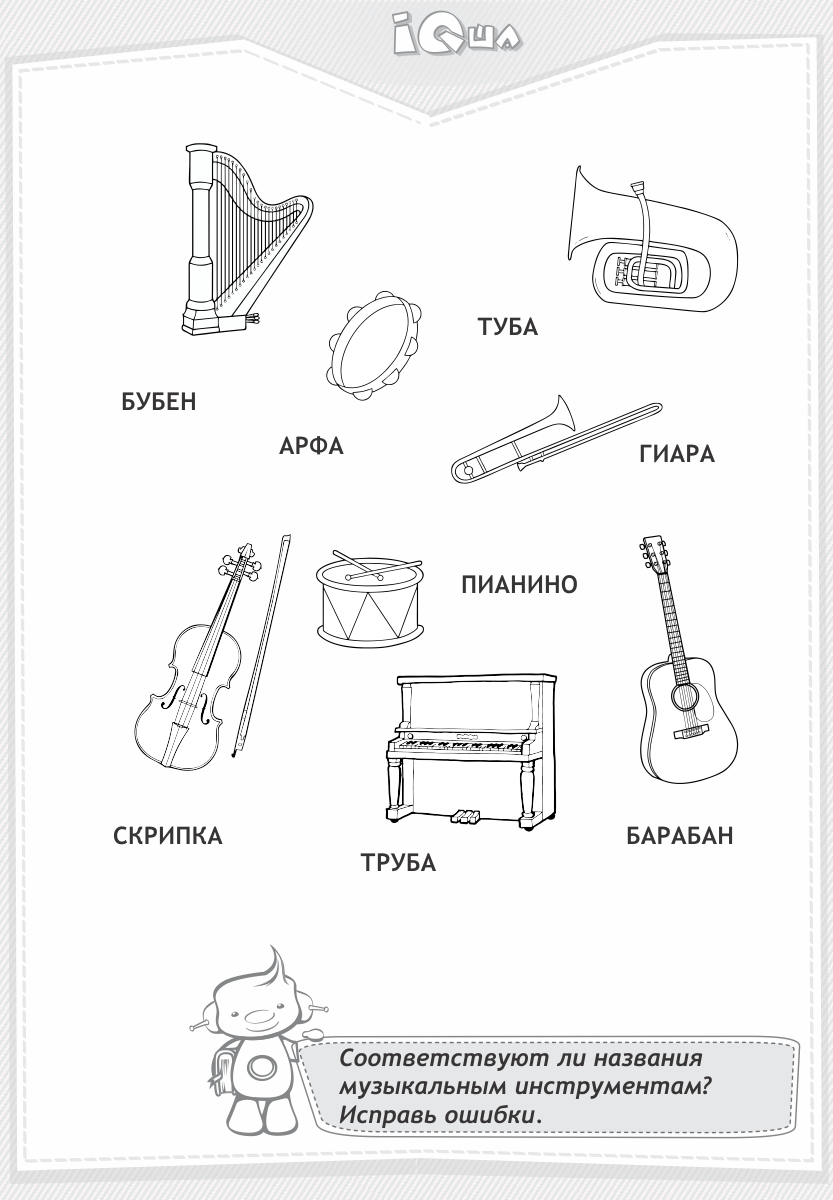 iQша
ТУБА
БУБЕН
АРФА
ГИАРА
ПИАНИНО
СКРИПКА
БАРАБАН
ТРУБА
Соответствуют ли названия
музыкальным инструментам?
Исправь ошибки.